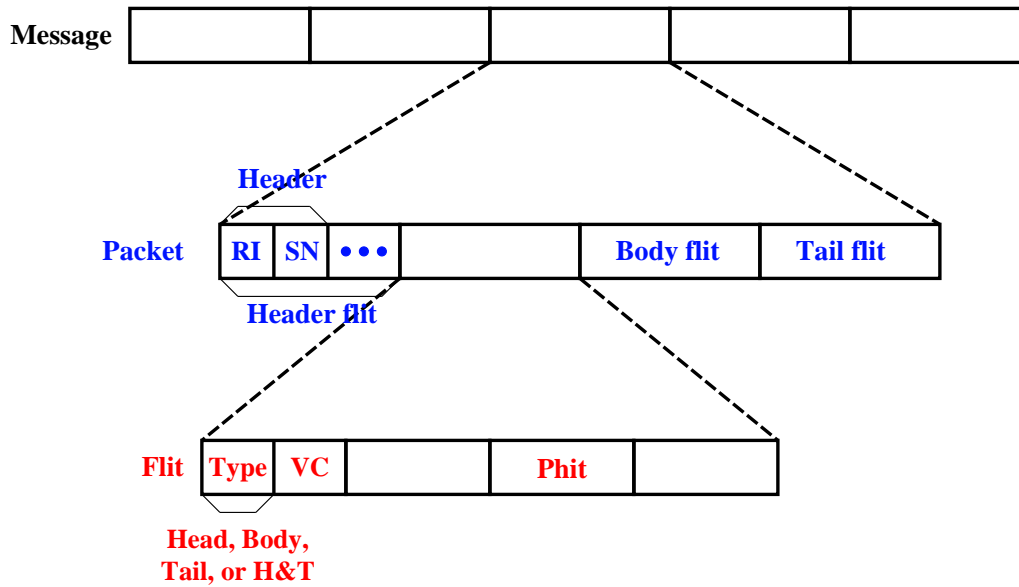 Message
Header
Packet
RI
SN
•••
Body flit
Tail flit
Header flit
Flit
Type
VC
Phit
Head, Body,
Tail, or H&T